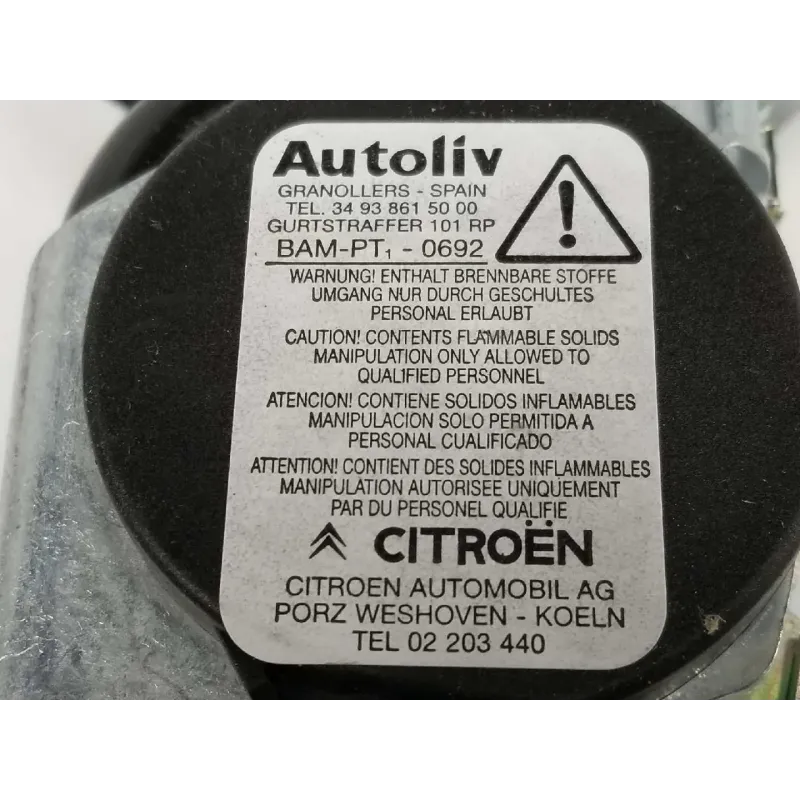 Autoliv
GRANOLLERS - SPAIN
TEL. 34 93 861 50 00
GURTSTRAFFER 101 RP
BAM-PT₁ - 0692
WARNUNG! ENTHALT BRENNBARE STOFFE
UMGANG NUR DURCH GESCHULTES
PERSONAL ERLAUBT
CAUTION! CONTENTS FLAMMABLE SOLIDS
MANIPULATION ONLY ALLOWED TO
QUALIFIED PERSONNEL
ATENCION! CONTIENE SOLIDOS INFLAMABLES
MANIPULACION SOLO PERMITIDA A
PERSONAL CUALIFICADO
ATTENTION! CONTIENT DES SOLIDES INFLAMMABLES
MANIPULATION AUTORISEE UNIQUEMENT
PAR DU PERSONEL QUALIFIE
CITROËN
CITROEN AUTOMOBIL AG
PORZ WESHOVEN - KOELN
TEL 02 203 440